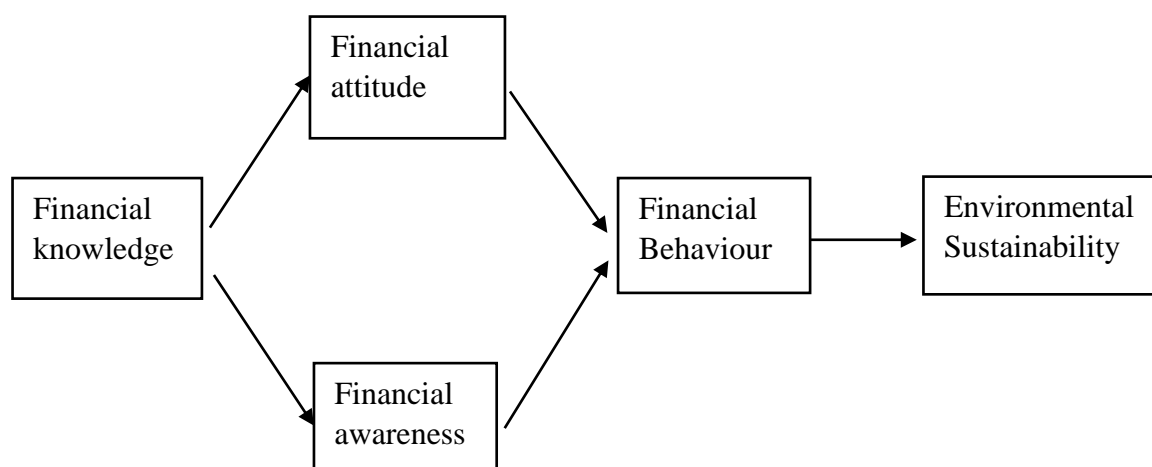 Financial
attitude
Financial
knowledge
Financial
Behaviour
Environmental
Sustainability
Financial
awareness